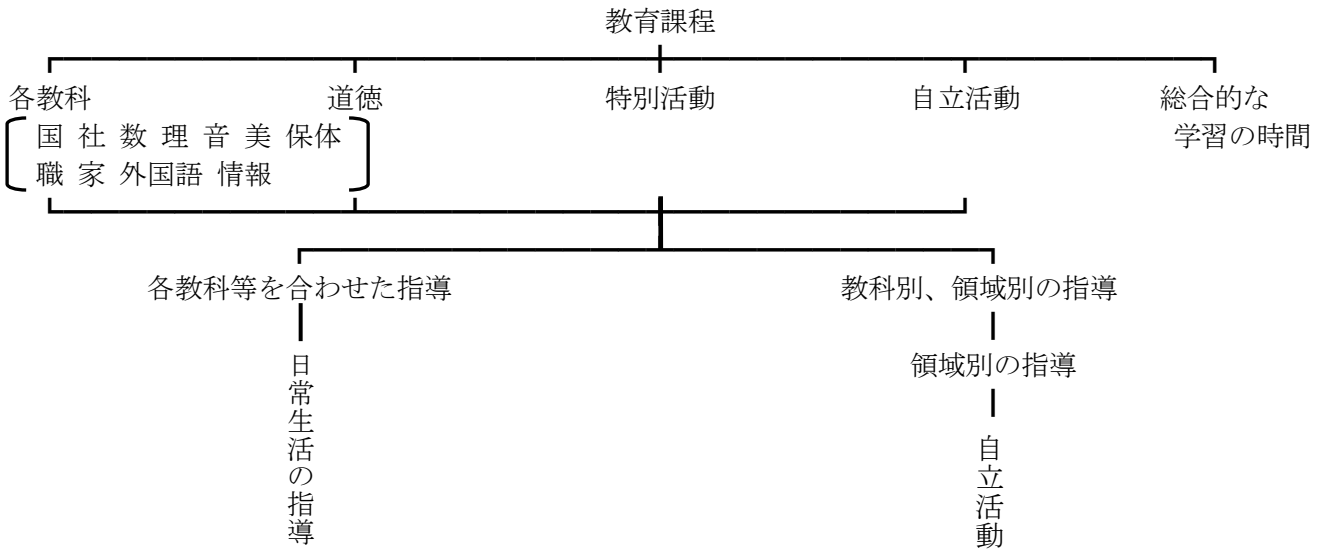 教育課程
各教科 道徳 特別活動 自立活動 総合的な
国 社 数 理 音 美 保体 学習の時間
職 家 外国語 情報
各教科等を合わせた指導 教科別、領域別の指導
領域別の指導
日常生活の指導
自立活動